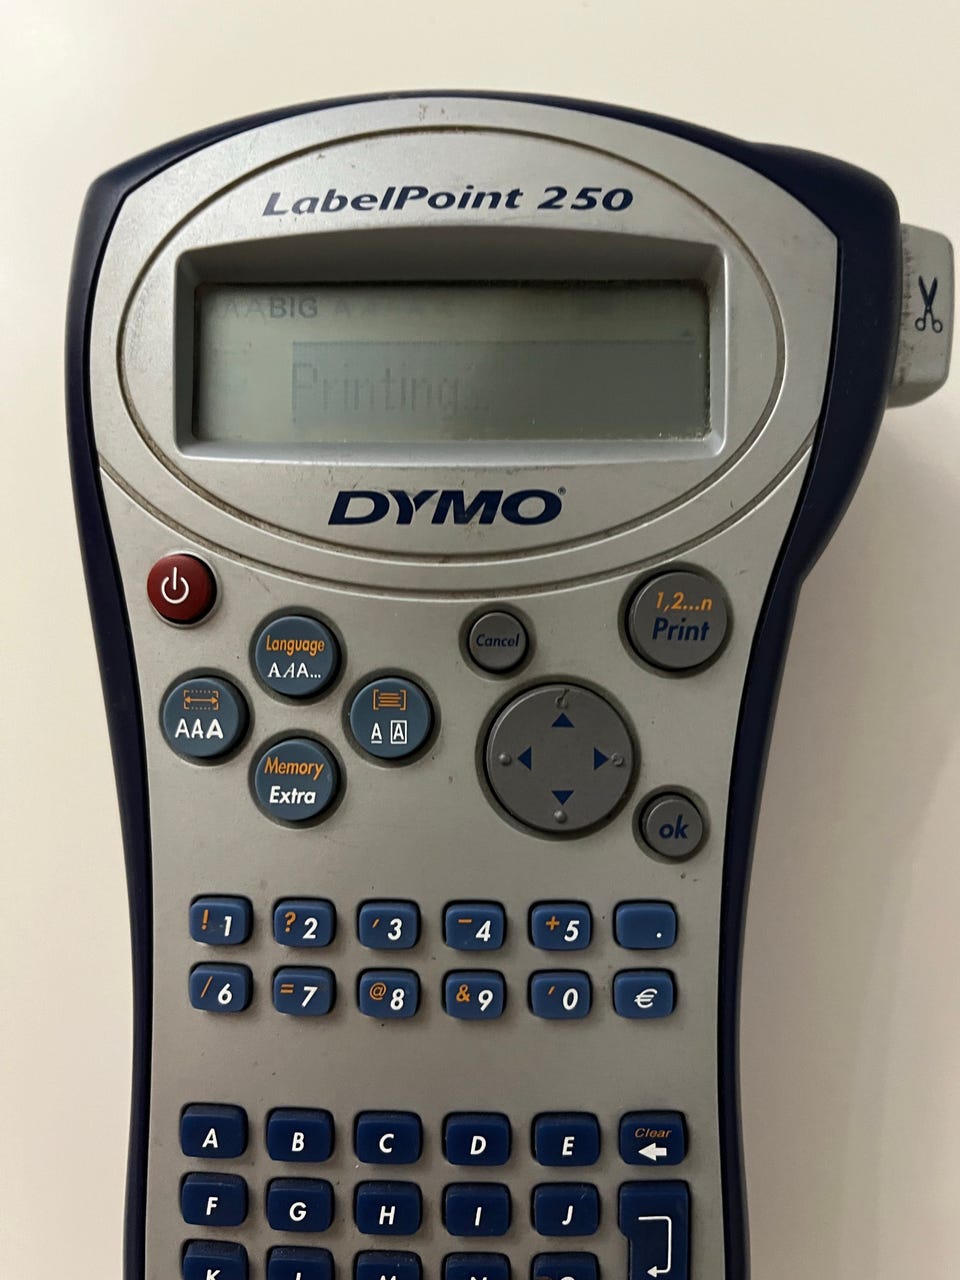 LabelPoint 250
AABIG A
Printing...
DYMO®
1,2...n
Print
Language
AAA...
Cancel
AAA
A A
Memory
Extra
ok
! 1 ? 2 ' 3 - 4 + 5 .
/ 6 = 7 @ 8 & 9 ' 0 €
A B C D E Clear
F G H I J
K L M N O